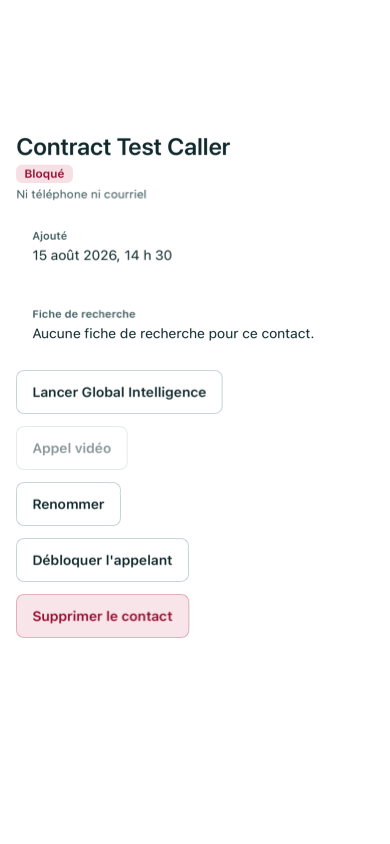 Contract Test Caller
Bloqué
Ni téléphone ni courriel
Ajouté
15 août 2026, 14 h 30
Fiche de recherche
Aucune fiche de recherche pour ce contact.
Lancer Global Intelligence
Appel vidéo
Renommer
Débloquer l'appelant
Supprimer le contact